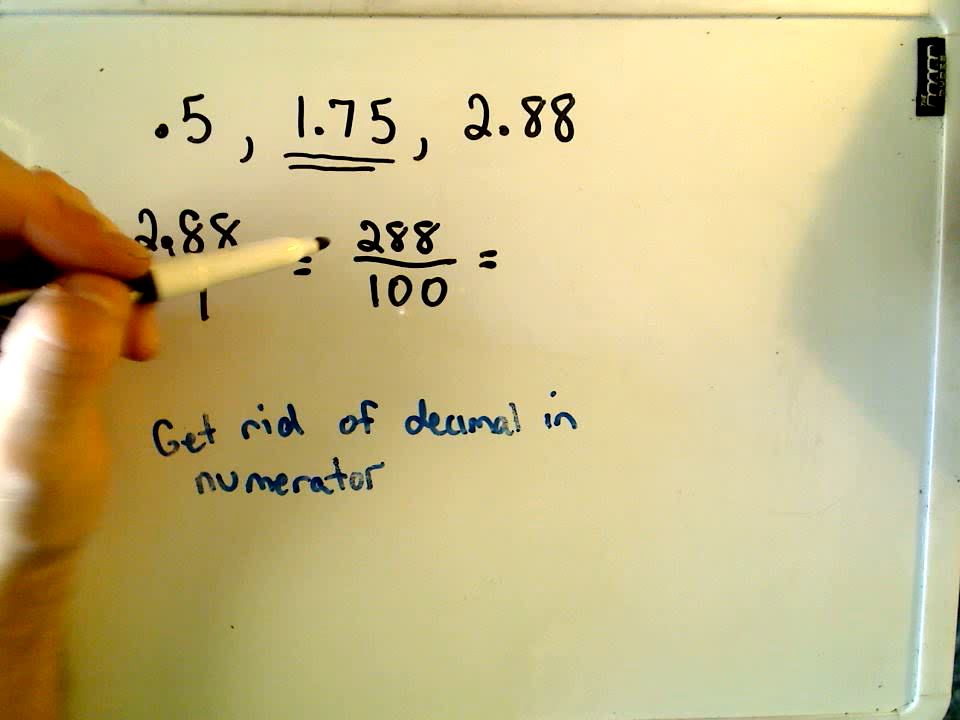 .5, 1.75, 2.88
2.88 = 288 =
1 100
Get rid of decimal in
numerator